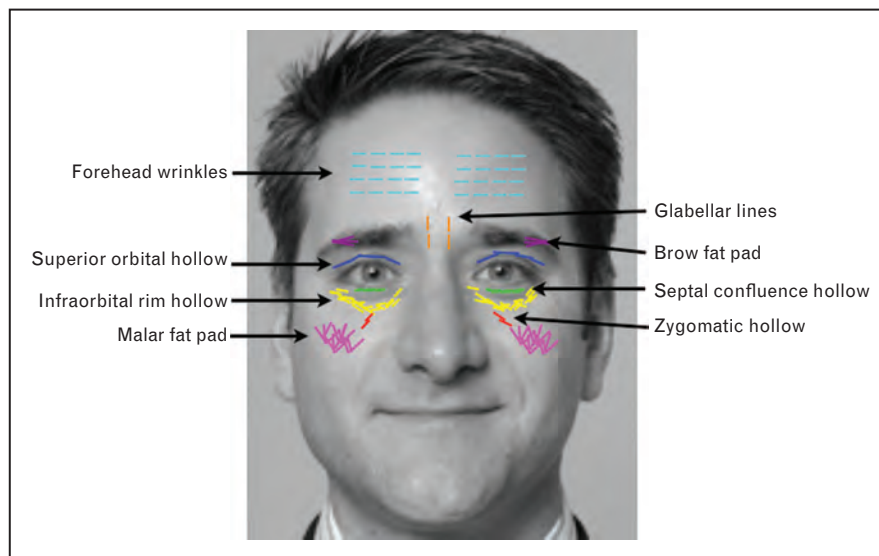 Forehead wrinkles
Glabellar lines
Brow fat pad
Superior orbital hollow
Septal confluence hollow
Infraorbital rim hollow
Zygomatic hollow
Malar fat pad